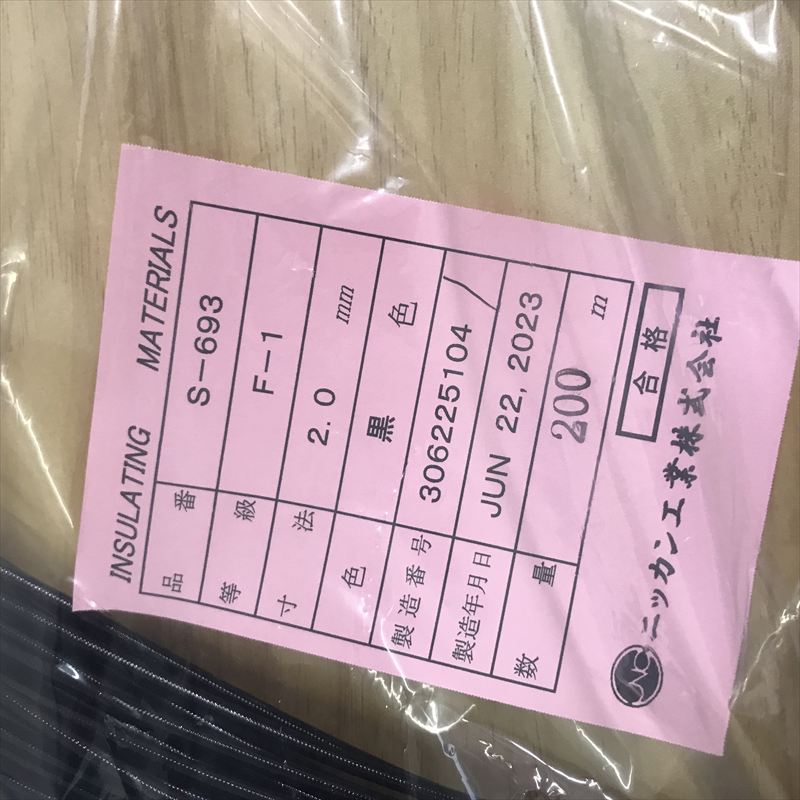 INSULATING MATERIALS
品番 S-693
等級 F-1
寸法 2.0 mm
色 黒色
製造番号 306225104
製造年月日 JUN 22, 2023
数量 200 m
合格
ニッカン工業株式会社